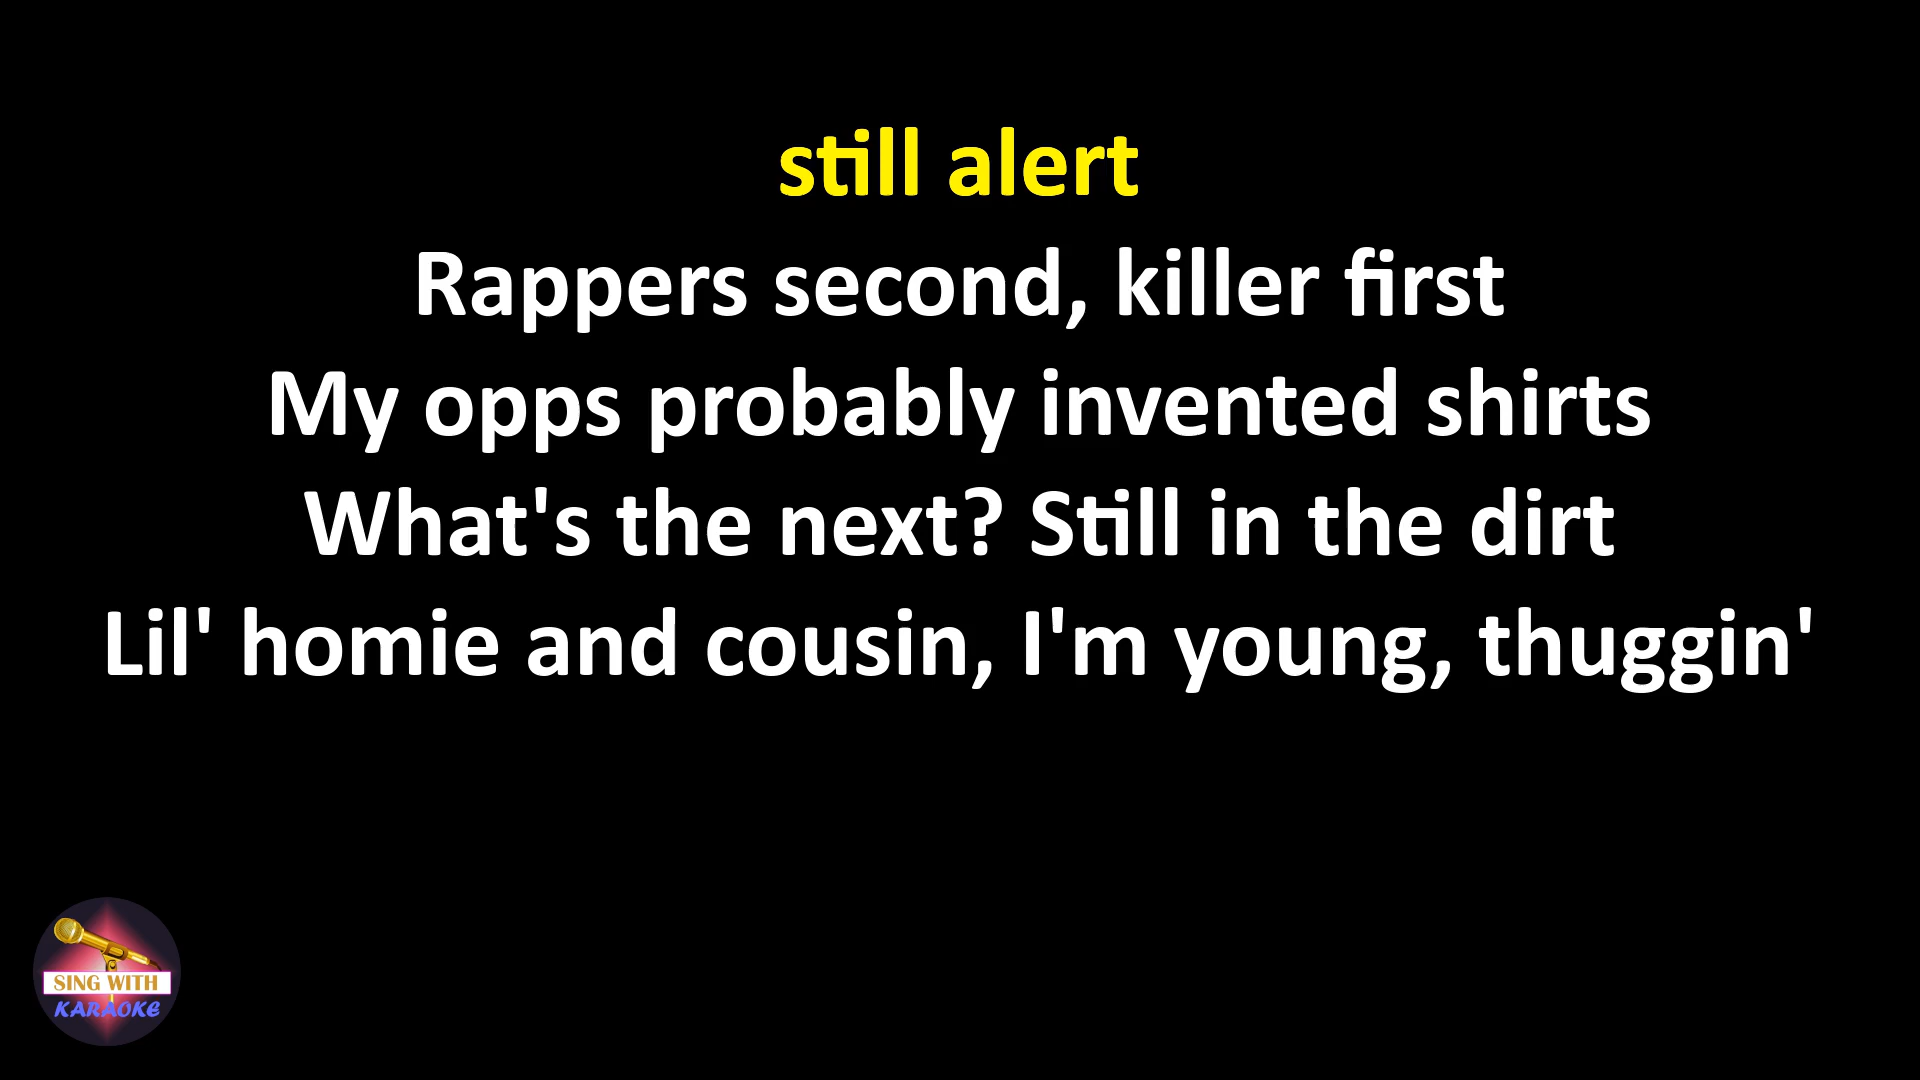 still alert
Rappers second, killer first
My opps probably invented shirts
What's the next? Still in the dirt
Lil' homie and cousin, I'm young, thuggin'
SING WITH
KARAOKE